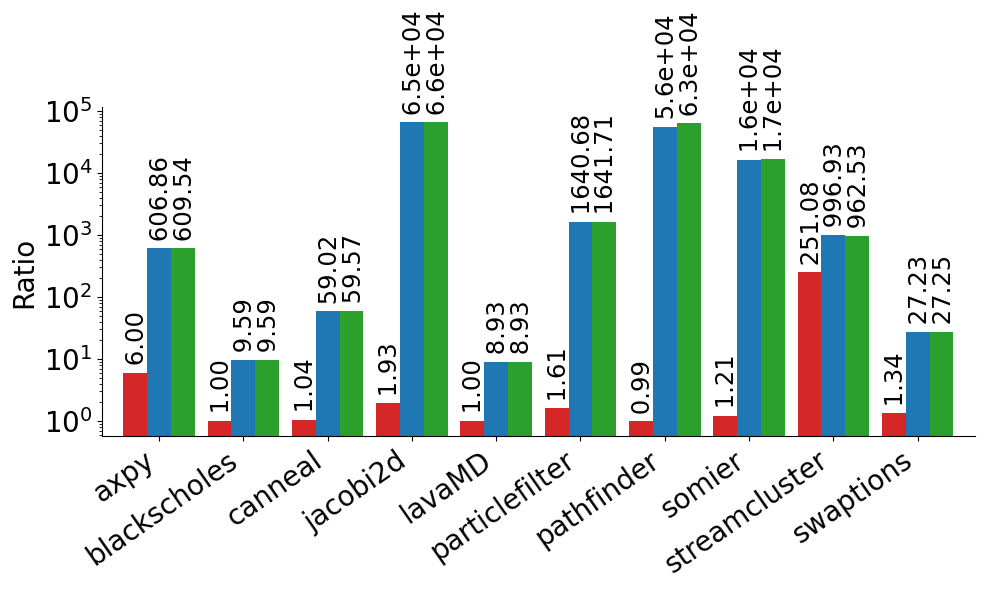 Ratio
10^5
10^4
10^3
10^2
10^1
10^0
6.00
606.86
609.54
1.00
9.59
9.59
1.04
59.02
59.57
1.93
6.5e+04
6.6e+04
1.00
8.93
8.93
1.61
1640.68
1641.71
0.99
5.6e+04
6.3e+04
1.21
1.6e+04
1.7e+04
251.08
996.93
962.53
1.34
27.23
27.25
axpy
blackscholes
canneal
jacobi2d
lavaMD
particlefilter
pathfinder
somier
streamcluster
swaptions